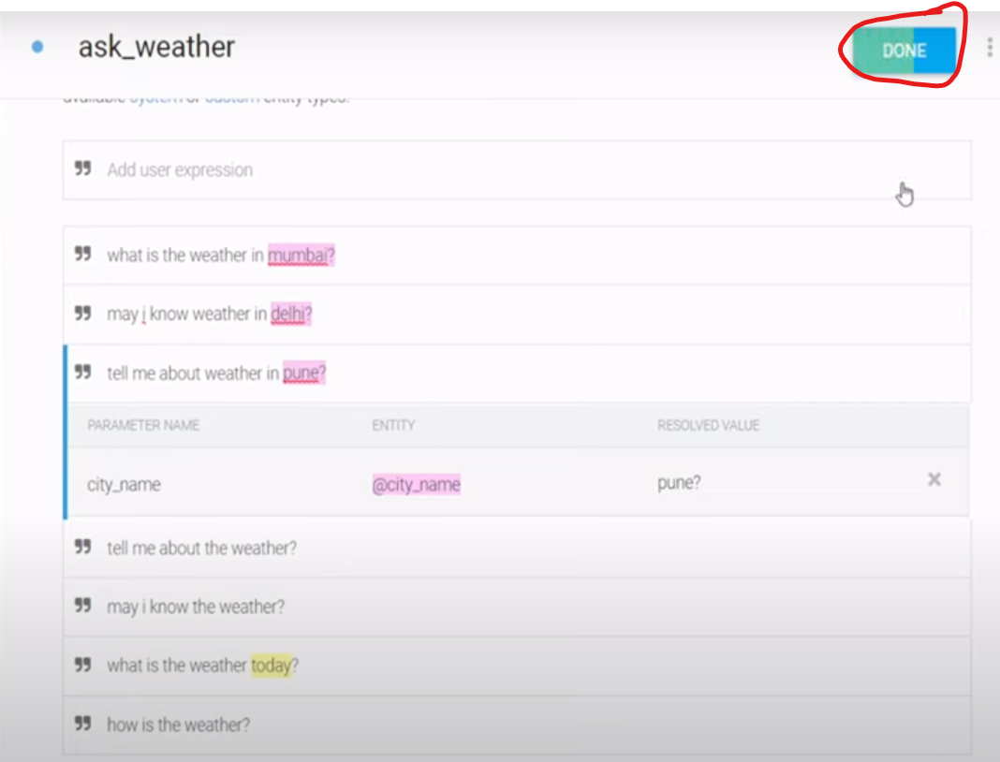 ask_weather
DONE
available system or custom entity types.
Add user expression
what is the weather in mumbai?
may i know weather in delhi?
tell me about weather in pune?
PARAMETER NAME ENTITY RESOLVED VALUE
city_name @city_name pune?
tell me about the weather?
may i know the weather?
what is the weather today?
how is the weather?